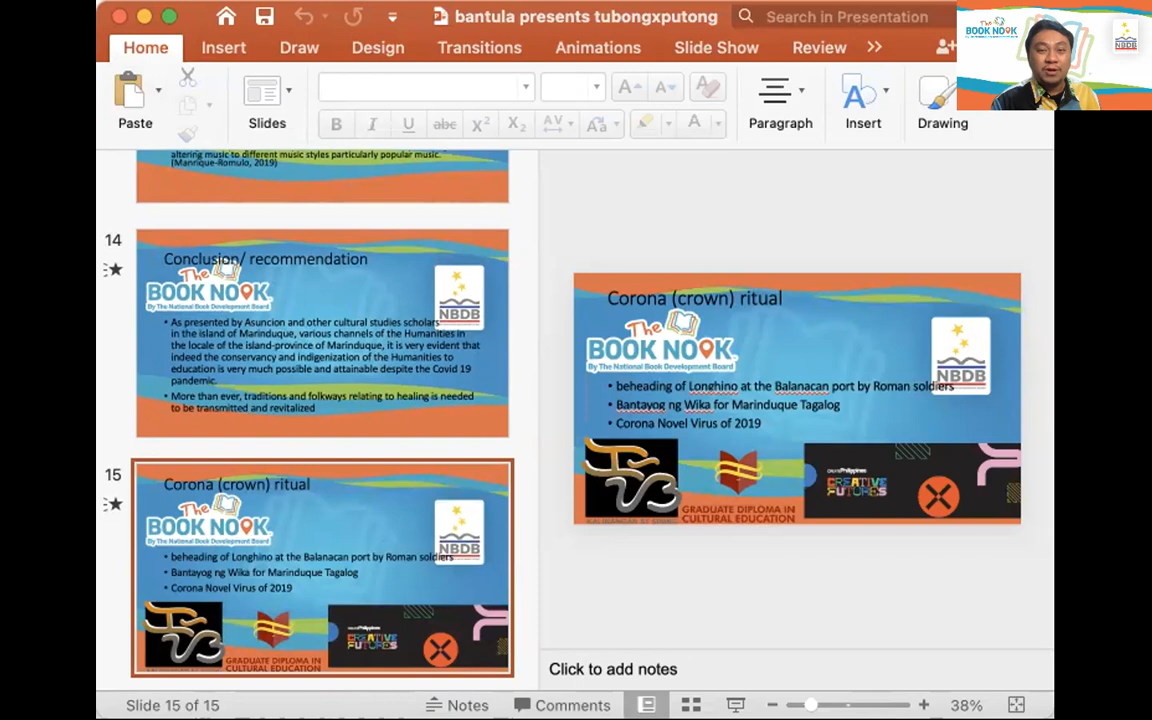 bantula presents tubongxputong
Search in Presentation
Home Insert Draw Design Transitions Animations Slide Show Review
Paste
Slides
B I U abc X² X₂ AV Aa A
Paragraph
Insert
Drawing
The
BOOK NOOK
NBDB
altering music to different music styles particularly popular music.
(Manrique-Romulo, 2019)
14
Conclusion/ recommendation
The
BOOK NOOK
By The National Book Development Board
NBDB
• As presented by Asuncion and other cultural studies scholars
in the island of Marinduque, various channels of the Humanities in
the locale of the island-province of Marinduque, it is very evident that
indeed the conservancy and indigenization of the Humanities to
education is very much possible and attainable despite the Covid 19
pandemic.
• More than ever, traditions and folkways relating to healing is needed
to be transmitted and revitalized
15
Corona (crown) ritual
The
BOOK NOOK
By The National Book Development Board
NBDB
• beheading of Longhino at the Balanacan port by Roman soldiers
• Bantayog ng Wika for Marinduque Tagalog
• Corona Novel Virus of 2019
CREATIVE
FUTURES
GRADUATE DIPLOMA IN
CULTURAL EDUCATION
Corona (crown) ritual
The
BOOK NOOK
By The National Book Development Board
NBDB
• beheading of Longhino at the Balanacan port by Roman soldiers
• Bantayog ng Wika for Marinduque Tagalog
• Corona Novel Virus of 2019
CREATIVE
FUTURES
GRADUATE DIPLOMA IN
CULTURAL EDUCATION
Click to add notes
Slide 15 of 15
Notes
Comments
38%